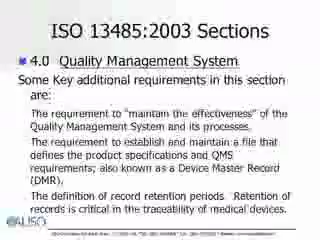 ISO 13485:2003 Sections
4.0 Quality Management System
Some Key additional requirements in this section
are:
The requirement to "maintain the effectiveness" of the
Quality Management System and its processes.
The requirement to establish and maintain a file that
defines the product specifications and QMS
requirements; also known as a Device Master Record
(DMR).
The definition of record retention periods. Retention of
records is critical in the traceability of medical devices.